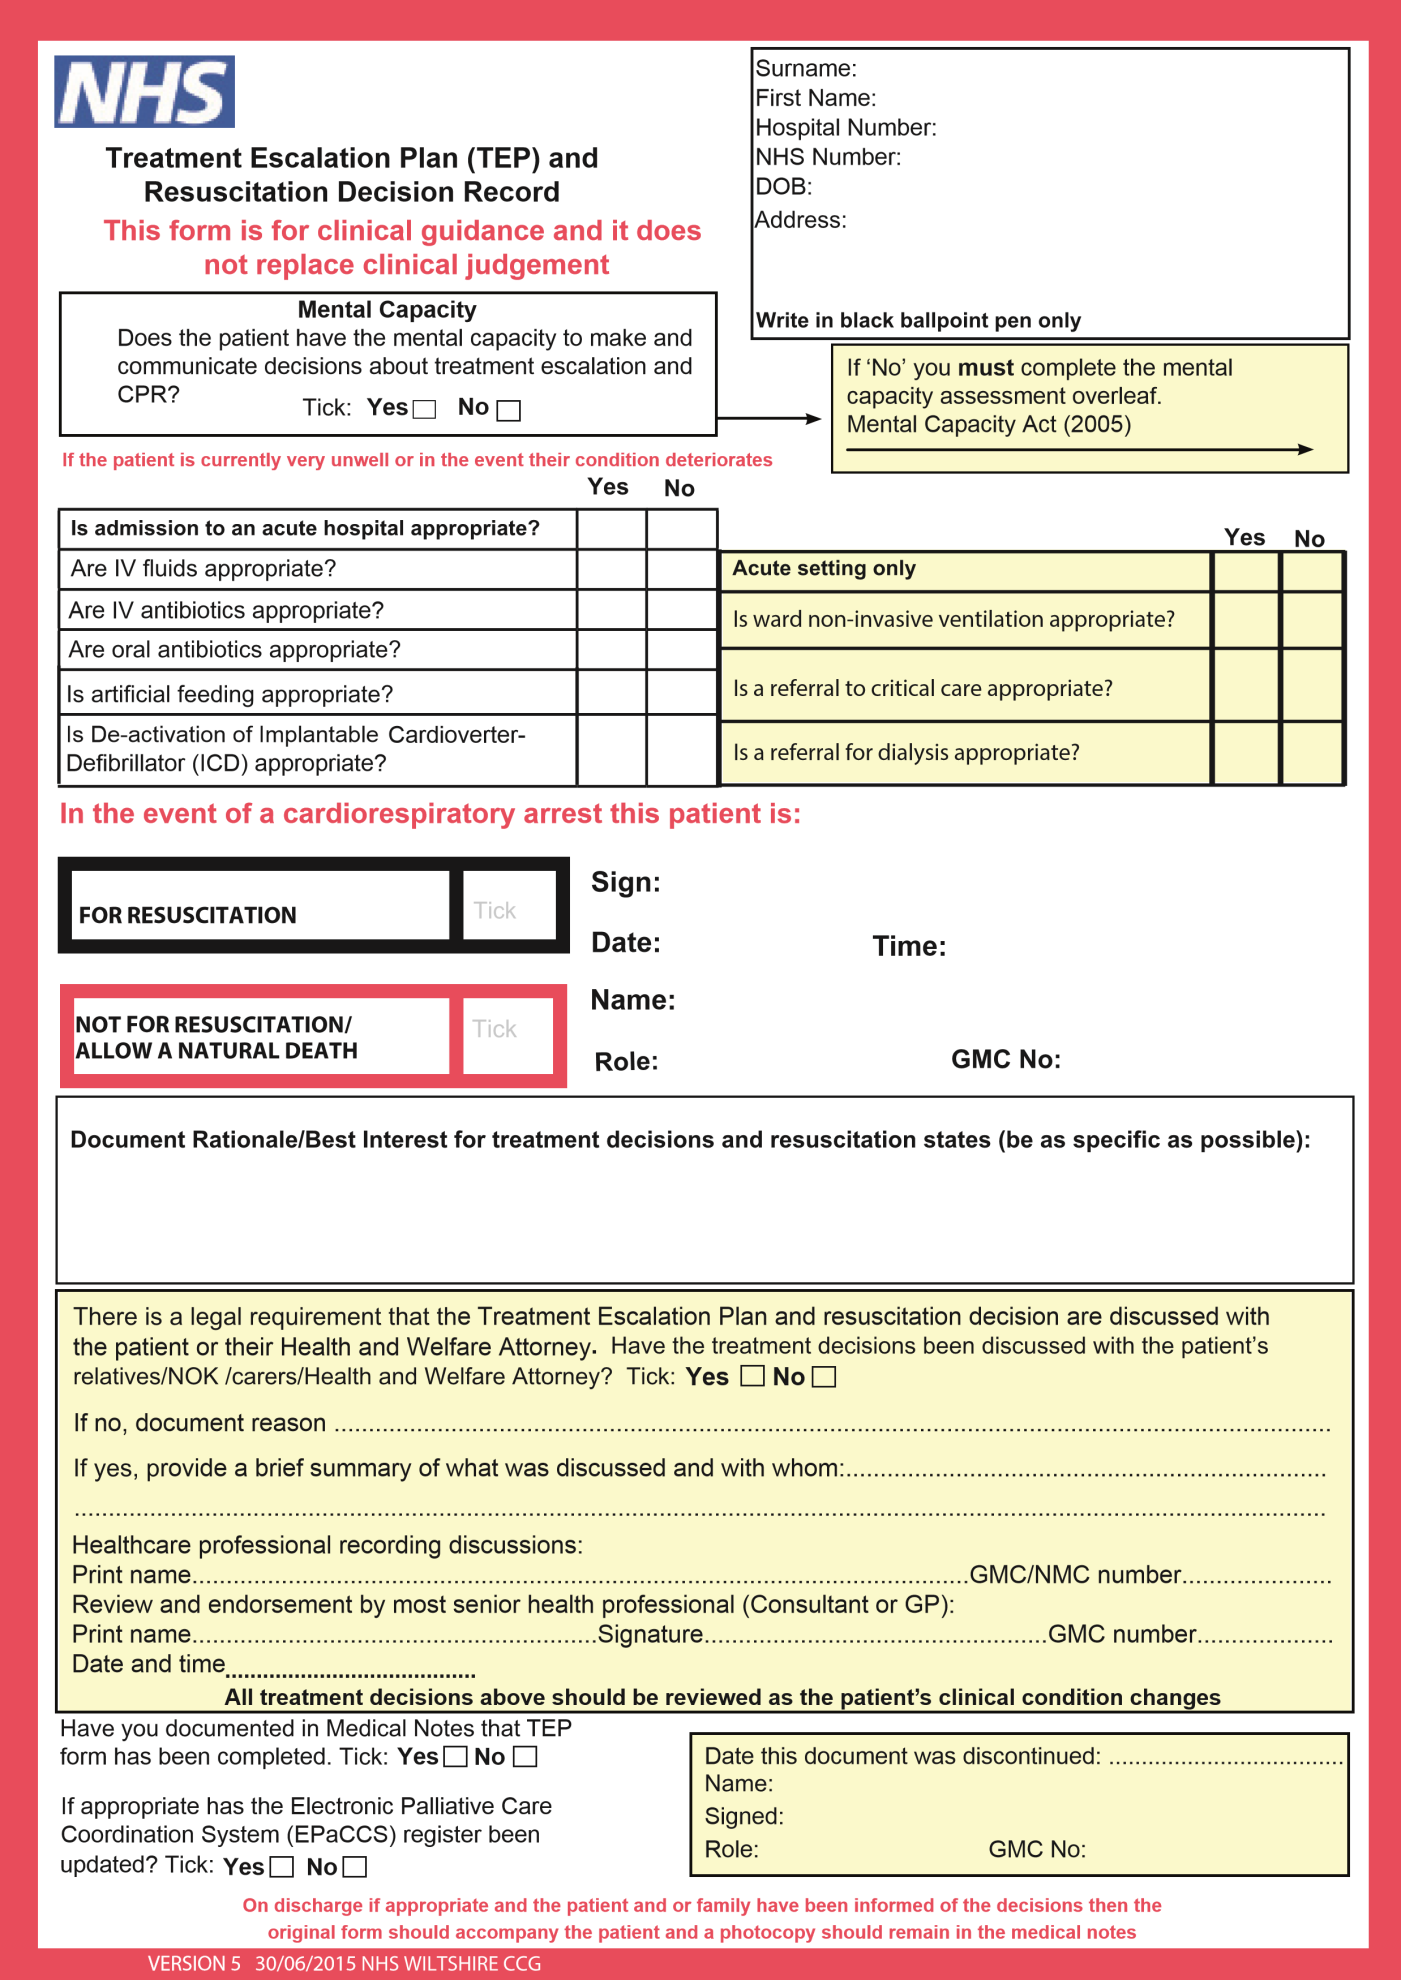 NHS
Treatment Escalation Plan (TEP) and
Resuscitation Decision Record
This form is for clinical guidance and it does
not replace clinical judgement
Surname:
First Name:
Hospital Number:
NHS Number:
DOB:
Address:
Write in black ballpoint pen only
Mental Capacity
Does the patient have the mental capacity to make and
communicate decisions about treatment escalation and
CPR?
Tick: Yes No
If ‘No’ you must complete the mental
capacity assessment overleaf.
Mental Capacity Act (2005)
If the patient is currently very unwell or in the event their condition deteriorates
Yes No
Is admission to an acute hospital appropriate?
Are IV fluids appropriate?
Are IV antibiotics appropriate?
Are oral antibiotics appropriate?
Is artificial feeding appropriate?
Is De-activation of Implantable Cardioverter-
Defibrillator (ICD) appropriate?
Yes No
Acute setting only
Is ward non-invasive ventilation appropriate?
Is a referral to critical care appropriate?
Is a referral for dialysis appropriate?
In the event of a cardiorespiratory arrest this patient is:
FOR RESUSCITATION Tick
NOT FOR RESUSCITATION/
ALLOW A NATURAL DEATH
Tick
Sign:
Date: Time:
Name:
Role: GMC No:
Document Rationale/Best Interest for treatment decisions and resuscitation states (be as specific as possible):
There is a legal requirement that the Treatment Escalation Plan and resuscitation decision are discussed with
the patient or their Health and Welfare Attorney. Have the treatment decisions been discussed with the patient’s
relatives/NOK /carers/Health and Welfare Attorney? Tick: Yes No
If no, document reason ................................................................
If yes, provide a brief summary of what was discussed and with whom:................................
................................................................
Healthcare professional recording discussions:
Print name................................................................GMC/NMC number......................
Review and endorsement by most senior health professional (Consultant or GP):
Print name................................Signature................................GMC number....................
Date and time........................................
All treatment decisions above should be reviewed as the patient’s clinical condition changes
Have you documented in Medical Notes that TEP
form has been completed. Tick: Yes No
If appropriate has the Electronic Palliative Care
Coordination System (EPaCCS) register been
updated? Tick: Yes No
Date this document was discontinued: ..................................
Name:
Signed:
Role: GMC No:
On discharge if appropriate and the patient and or family have been informed of the decisions then the
original form should accompany the patient and a photocopy should remain in the medical notes
VERSION 5 30/06/2015 NHS WILTSHIRE CCG